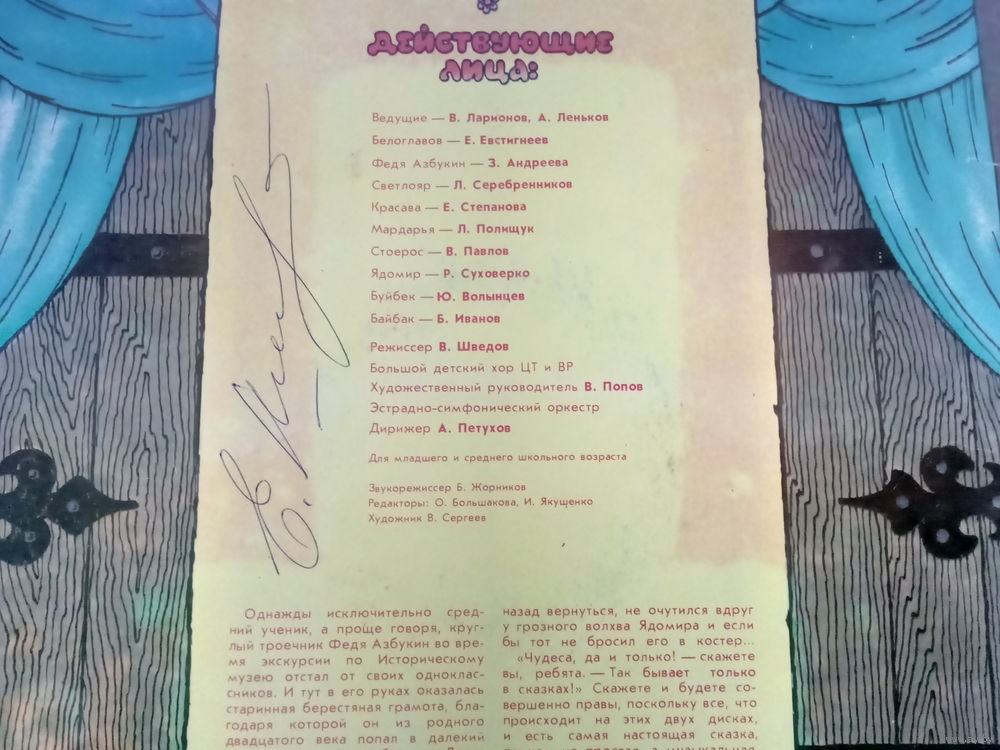 ДЕЙСТВУЮЩИЕ
ЛИЦА:
Ведущие — В. Ларионов, А. Леньков
Белоглавов — Е. Евстигнеев
Федя Азбукин — З. Андреева
Светлояр — Л. Серебренников
Красава — Е. Степанова
Мардарья — Л. Полищук
Стоерос — В. Павлов
Ядомир — Р. Суховерко
Буйбек — Ю. Волынцев
Байбак — Б. Иванов
Режиссер В. Шведов
Большой детский хор ЦТ и ВР
Художественный руководитель В. Попов
Эстрадно-симфонический оркестр
Дирижер А. Петухов
Для младшего и среднего школьного возраста
Звукорежиссер Б. Жорников
Редакторы: О. Большакова, И. Якушенко
Художник В. Сергеев
Однажды исключительно сред-
ний ученик, а проще говоря, круг-
лый троечник Федя Азбукин во вре-
мя экскурсии по Историческому
музею отстал от своих однокла-
сников. И тут в его руках оказалась
старинная берестяная грамота, бла-
годаря которой он из родного
двадцатого века попал в далекий
назад вернуться, не очутился вдруг
у грозного волхва Ядомира и если
бы тот не бросил его в костер...
«Чудеса, да и только! — скажете
вы, ребята. — Так бывает только
в сказках!» Скажете и будете со-
вершенно правы, поскольку все, что
происходит на этих двух дисках,
и есть самая настоящая сказка,